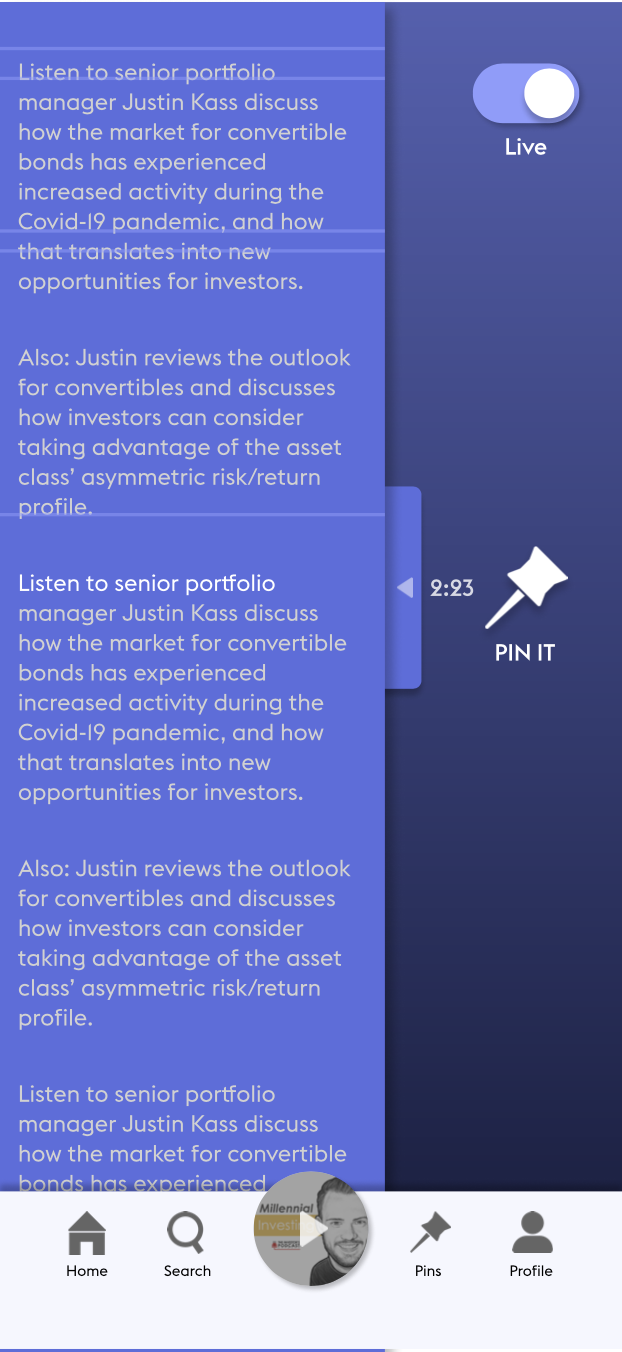 Listen to senior portfolio
manager Justin Kass discuss
how the market for convertible
bonds has experienced
increased activity during the
Covid-19 pandemic, and how
that translates into new
opportunities for investors.
Also: Justin reviews the outlook
for convertibles and discusses
how investors can consider
taking advantage of the asset
class’ asymmetric risk/return
profile.
Listen to senior portfolio
manager Justin Kass discuss
how the market for convertible
bonds has experienced
increased activity during the
Covid-19 pandemic, and how
that translates into new
opportunities for investors.
Also: Justin reviews the outlook
for convertibles and discusses
how investors can consider
taking advantage of the asset
class’ asymmetric risk/return
profile.
Listen to senior portfolio
manager Justin Kass discuss
how the market for convertible
bonds has experienced
Live
2:23
PIN IT
Millennial
Home
Search
Pins
Profile